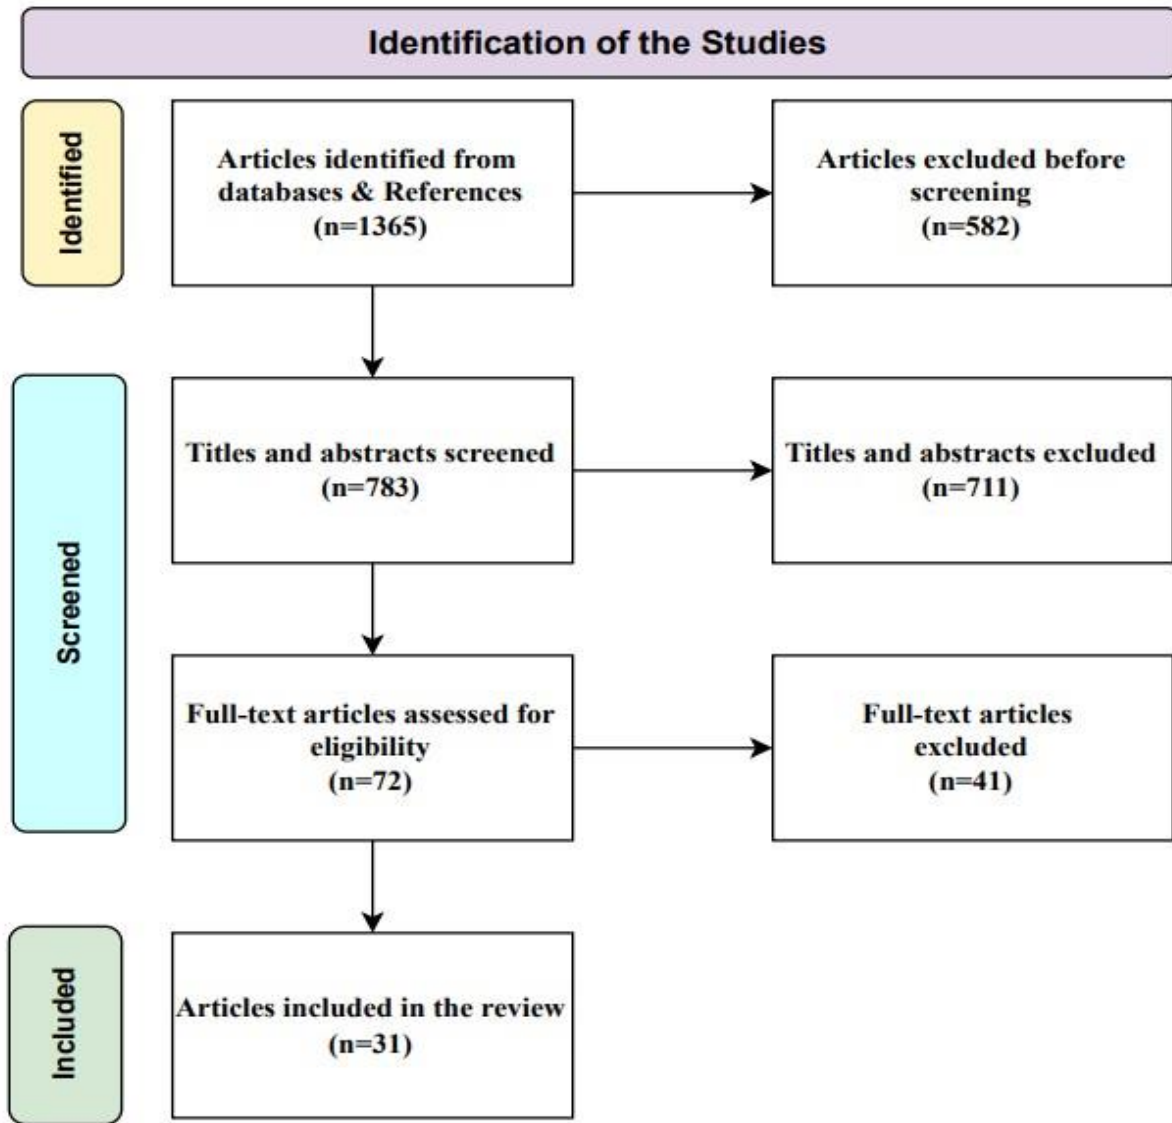 Identification of the Studies
Identified
Articles identified from
databases & References
(n=1365)
Articles excluded before
screening
(n=582)
Screened
Titles and abstracts screened
(n=783)
Titles and abstracts excluded
(n=711)
Full-text articles assessed for
eligibility
(n=72)
Full-text articles
excluded
(n=41)
Included
Articles included in the review
(n=31)